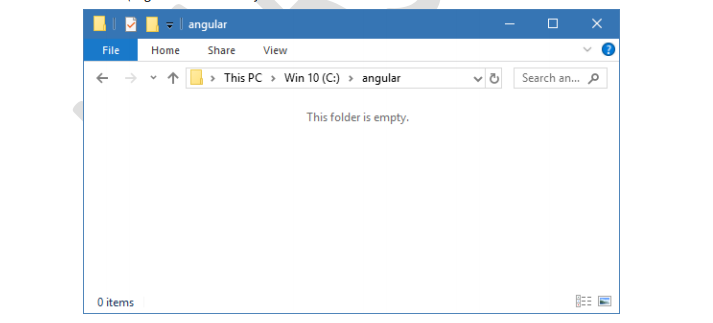 angular
File Home Share View
This PC > Win 10 (C:) > angular
Search an...
This folder is empty.
0 items